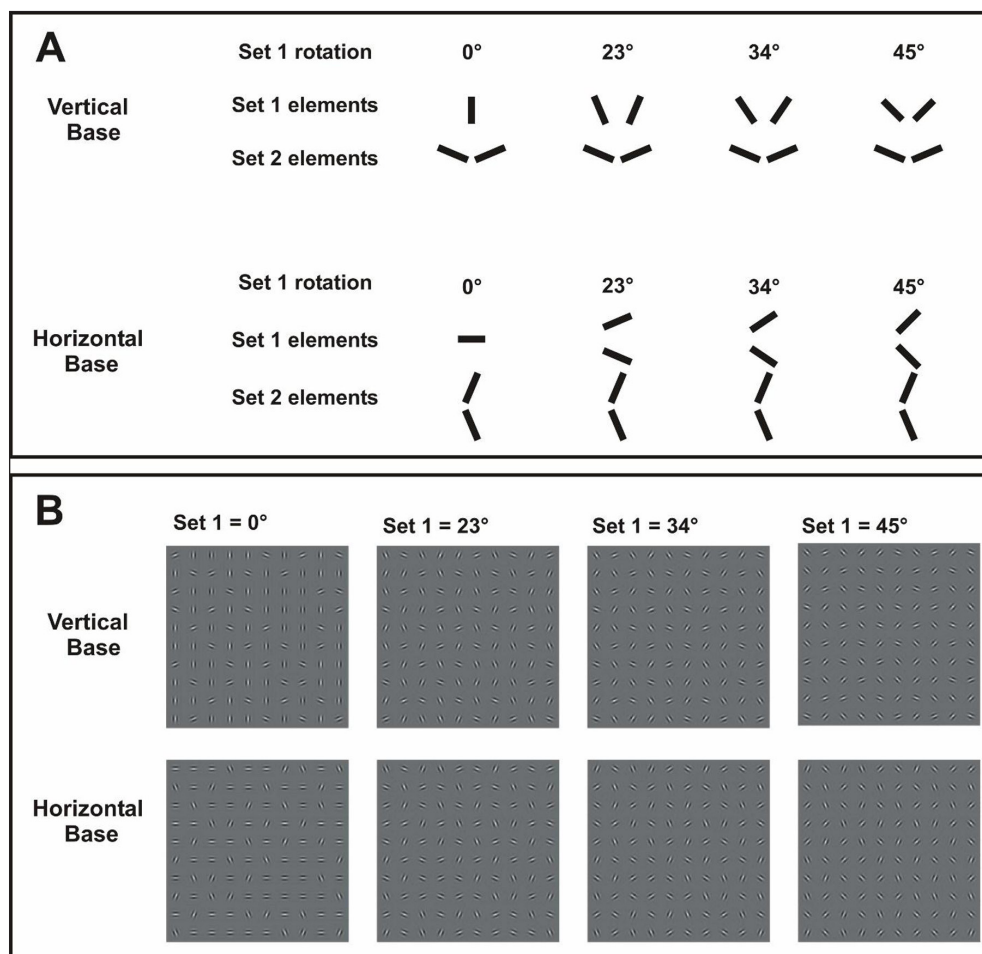 A
Set 1 rotation 0° 23° 34° 45°
Vertical
Base
Set 1 elements
Set 2 elements
Set 1 rotation 0° 23° 34° 45°
Horizontal
Base
Set 1 elements
Set 2 elements
B
Set 1 = 0° Set 1 = 23° Set 1 = 34° Set 1 = 45°
Vertical
Base
Horizontal
Base